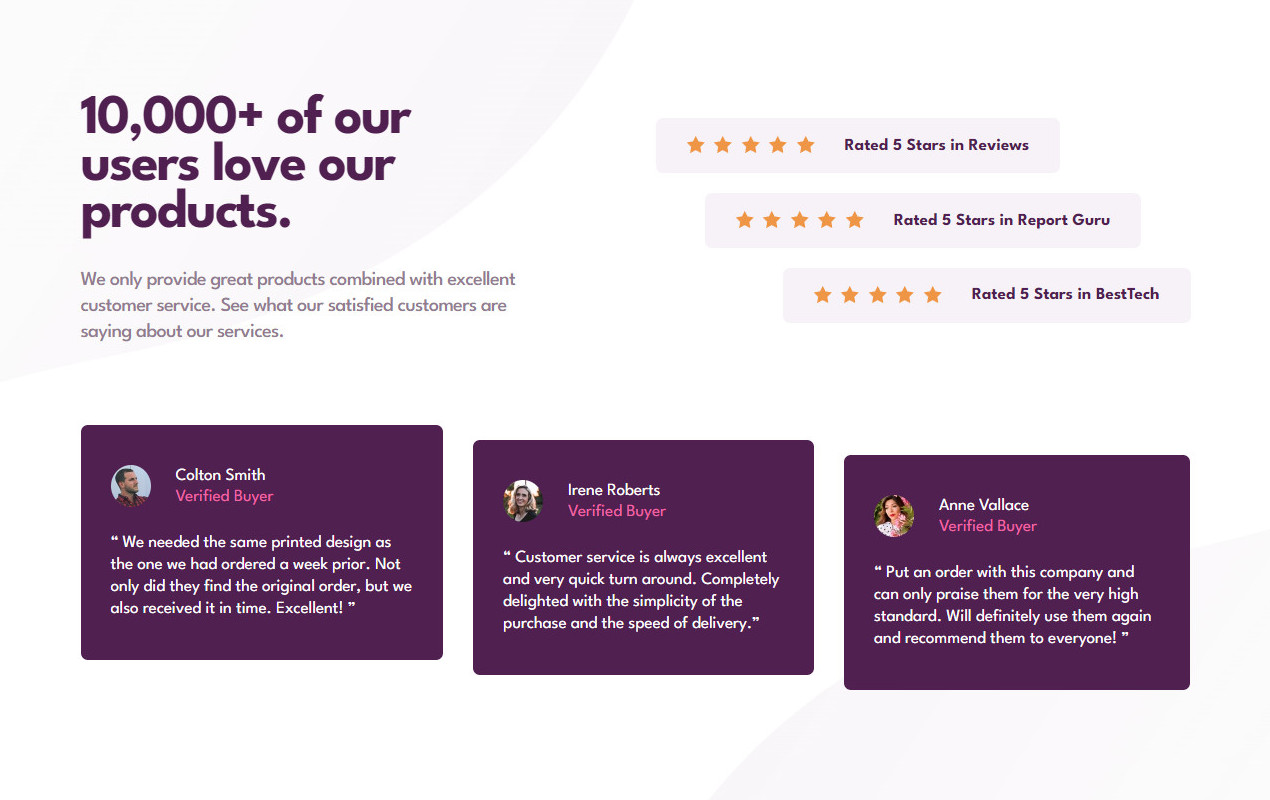 10,000+ of our
users love our
products.
We only provide great products combined with excellent
customer service. See what our satisfied customers are
saying about our services.
Rated 5 Stars in Reviews
Rated 5 Stars in Report Guru
Rated 5 Stars in BestTech
Colton Smith
Verified Buyer
“ We needed the same printed design as
the one we had ordered a week prior. Not
only did they find the original order, but we
also received it in time. Excellent! ”
Irene Roberts
Verified Buyer
“ Customer service is always excellent
and very quick turn around. Completely
delighted with the simplicity of the
purchase and the speed of delivery.”
Anne Vallace
Verified Buyer
“ Put an order with this company and
can only praise them for the very high
standard. Will definitely use them again
and recommend them to everyone! ”